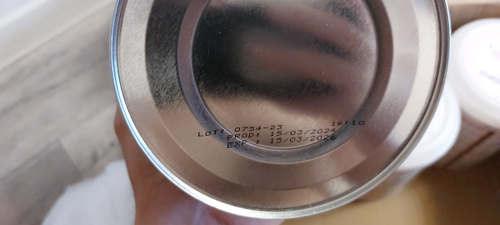 LOT: 0754-23 16:10
PROD: 15/03/2024
EXP : 15/03/2026